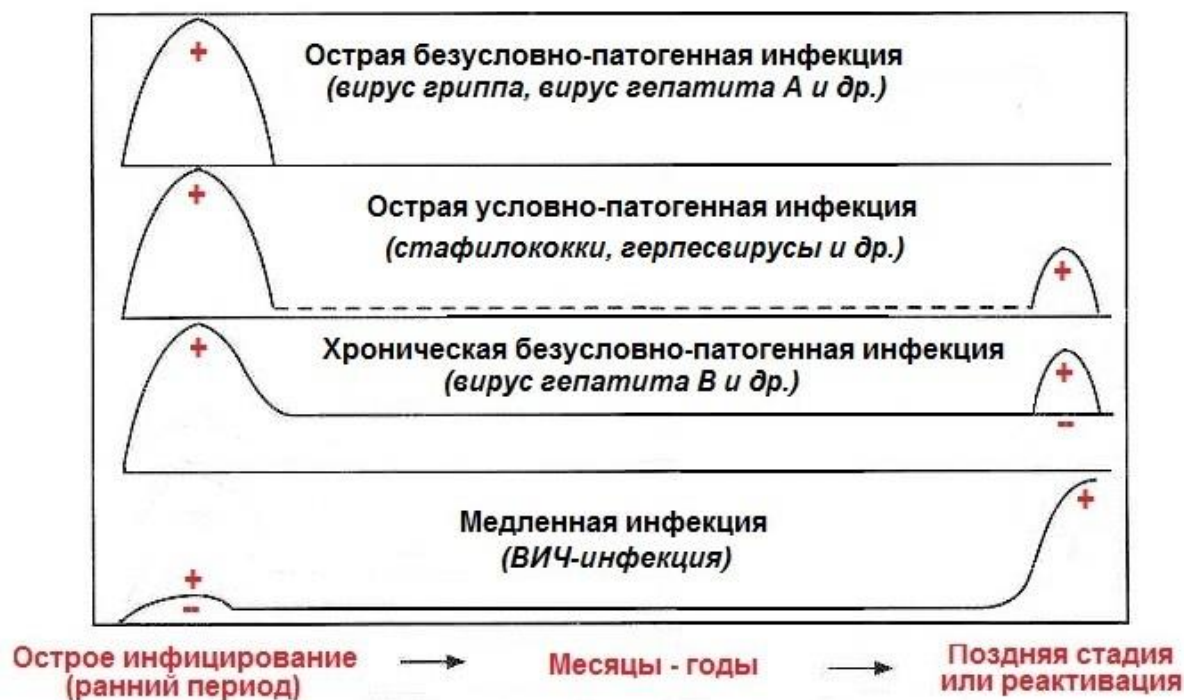 +
Острая безусловно-патогенная инфекция
(вирус гриппа, вирус гепатита А и др.)
+
Острая условно-патогенная инфекция
(стафилококки, герпесвирусы и др.)
+
+
Хроническая безусловно-патогенная инфекция
(вирус гепатита В и др.)
+
--
Медленная инфекция
(ВИЧ-инфекция)
+
+
--
Острое инфицирование
(ранний период)
Месяцы - годы
Поздняя стадия
или реактивация